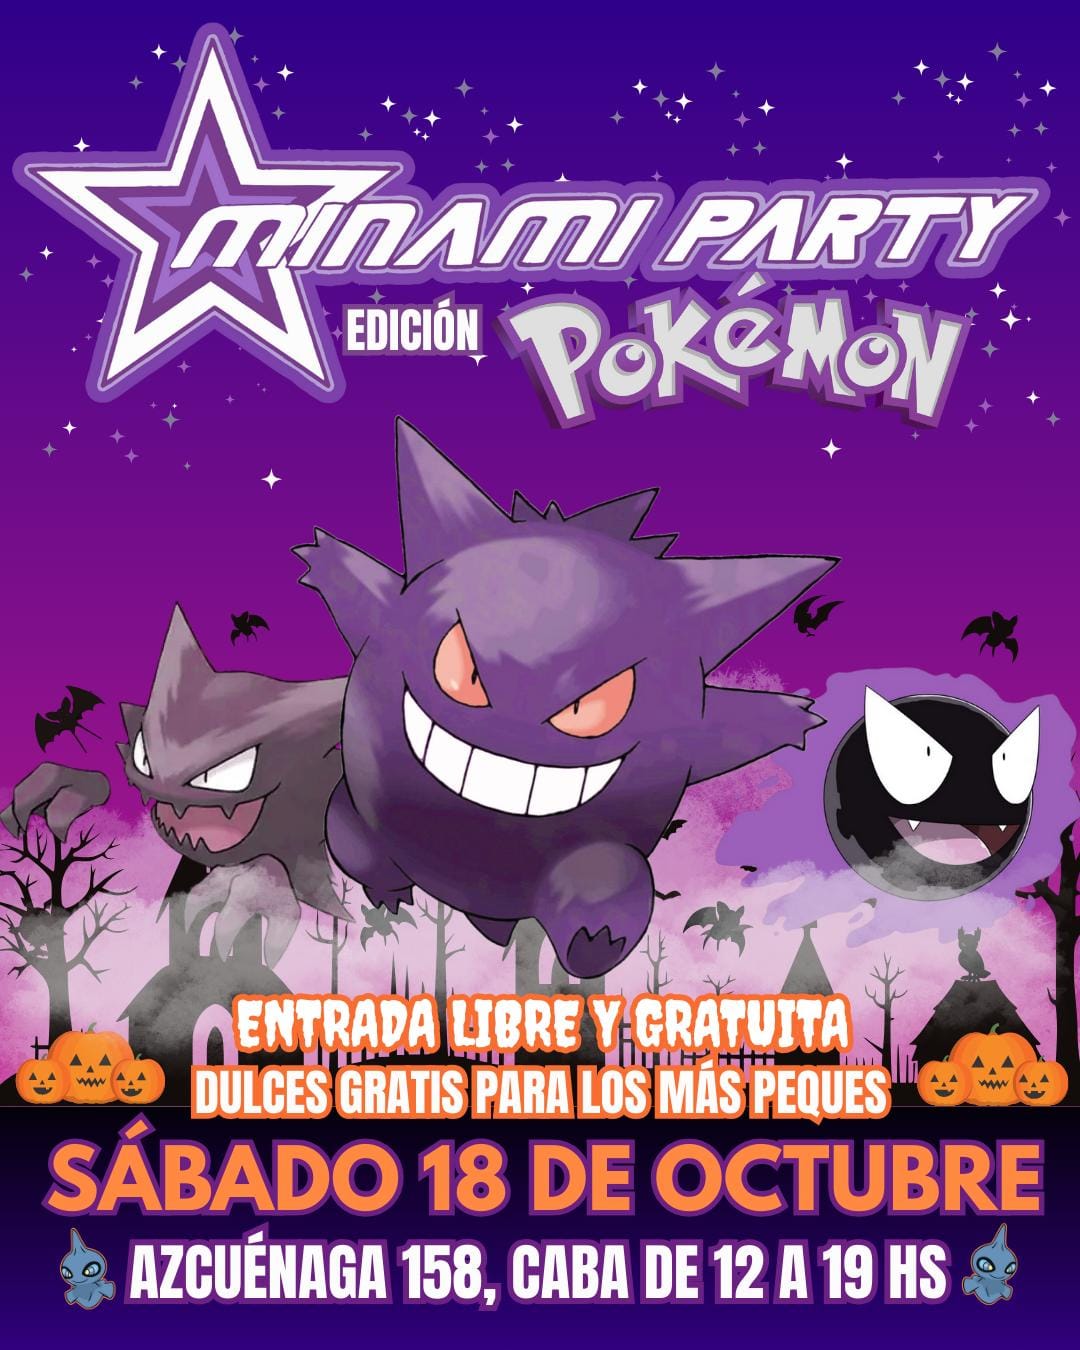 MINAMI PARTY
EDICIÓN POKÉMON
ENTRADA LIBRE Y GRATUITA
DULCES GRATIS PARA LOS MÁS PEQUES
SÁBADO 18 DE OCTUBRE
AZCUÉNAGA 158, CABA DE 12 A 19 HS